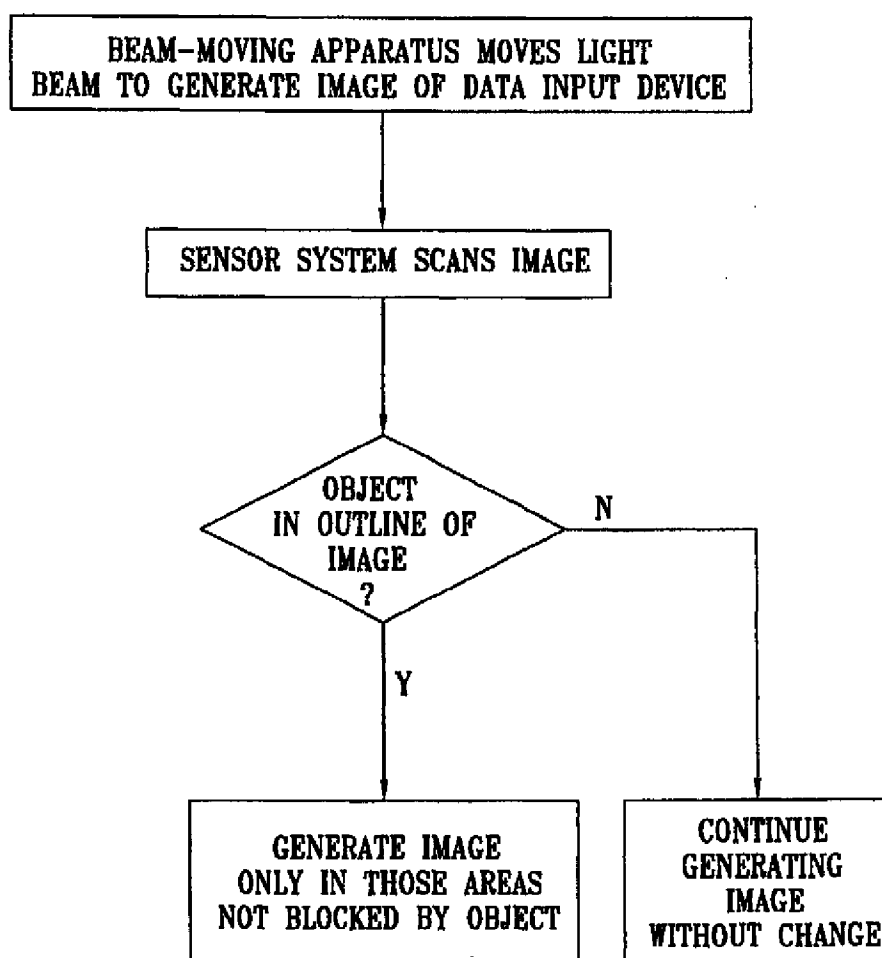 BEAM-MOVING APPARATUS MOVES LIGHT
BEAM TO GENERATE IMAGE OF DATA INPUT DEVICE
SENSOR SYSTEM SCANS IMAGE
OBJECT
IN OUTLINE OF
IMAGE
?
N
Y
GENERATE IMAGE
ONLY IN THOSE AREAS
NOT BLOCKED BY OBJECT
CONTINUE
GENERATING
IMAGE
WITHOUT CHANGE